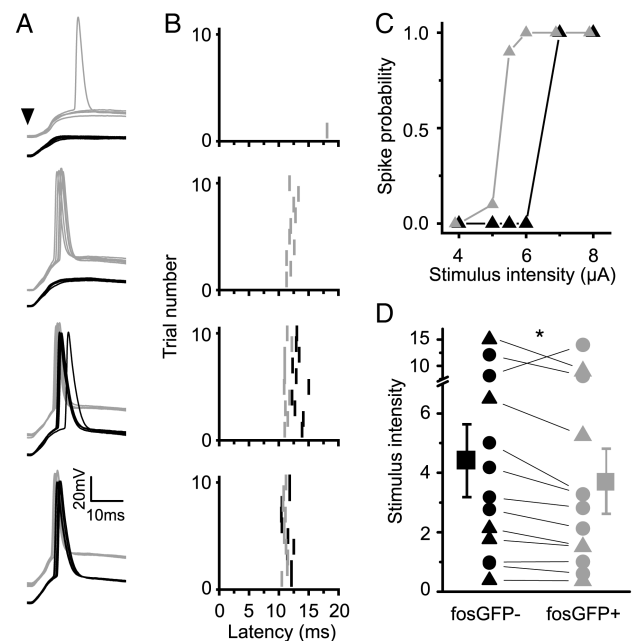 A
B
C
D
20mV
10ms
10
0
10
0
10
0
10
0
Trial number
0 5 10 15 20
Latency (ms)
1.0
0.5
0.0
Spike probability
4 6 8
Stimulus intensity (µA)
*
15
10
6
4
2
0
Stimulus intensity
fosGFP- fosGFP+